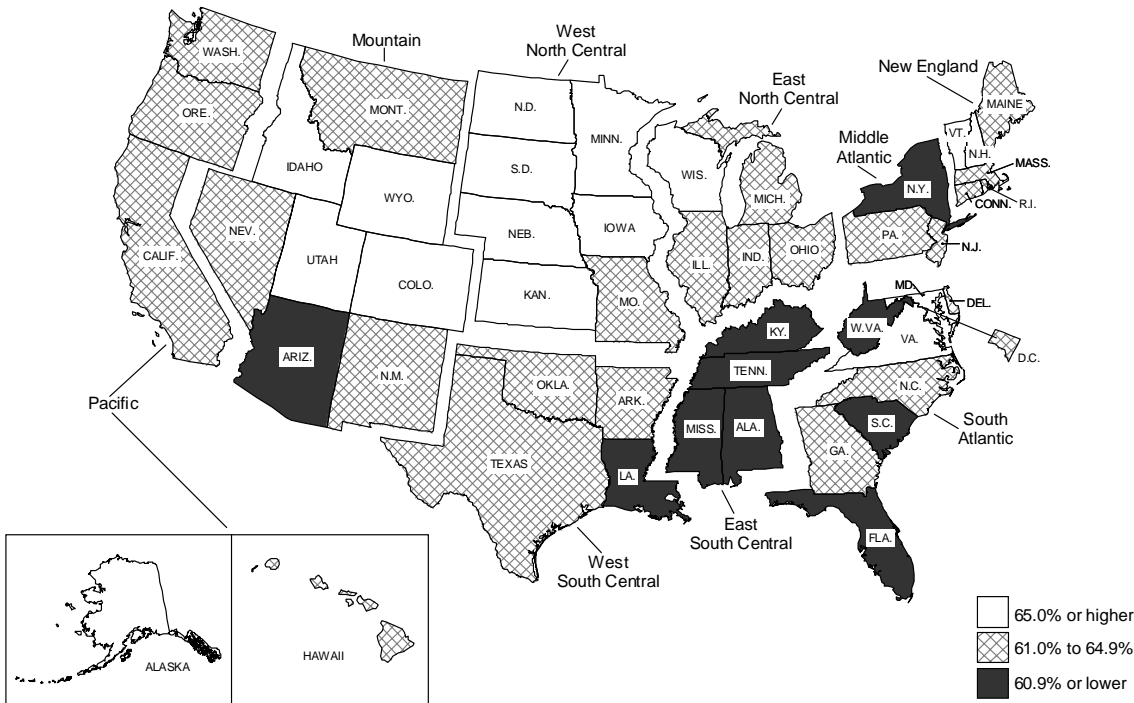 West
North Central
Mountain
East
North Central
New England
Middle
Atlantic
WASH.
MONT.
N.D.
MINN.
MAINE
VT.
N.H.
ORE.
MASS.
IDAHO
S.D.
WIS.
MICH.
N.Y.
CONN.
R.I.
WYO.
NEB.
IOWA
PA.
N.J.
NEV.
UTAH
COLO.
CALIF.
ILL.
IND.
OHIO
KAN.
MO.
MD.
DEL.
KY.
W.VA.
VA.
D.C.
ARIZ.
N.M.
OKLA.
ARK.
TENN.
N.C.
Pacific
MISS.
ALA.
S.C.
South
Atlantic
TEXAS
LA.
GA.
FLA.
East
South Central
West
South Central
ALASKA
HAWAII
65.0% or higher
61.0% to 64.9%
60.9% or lower